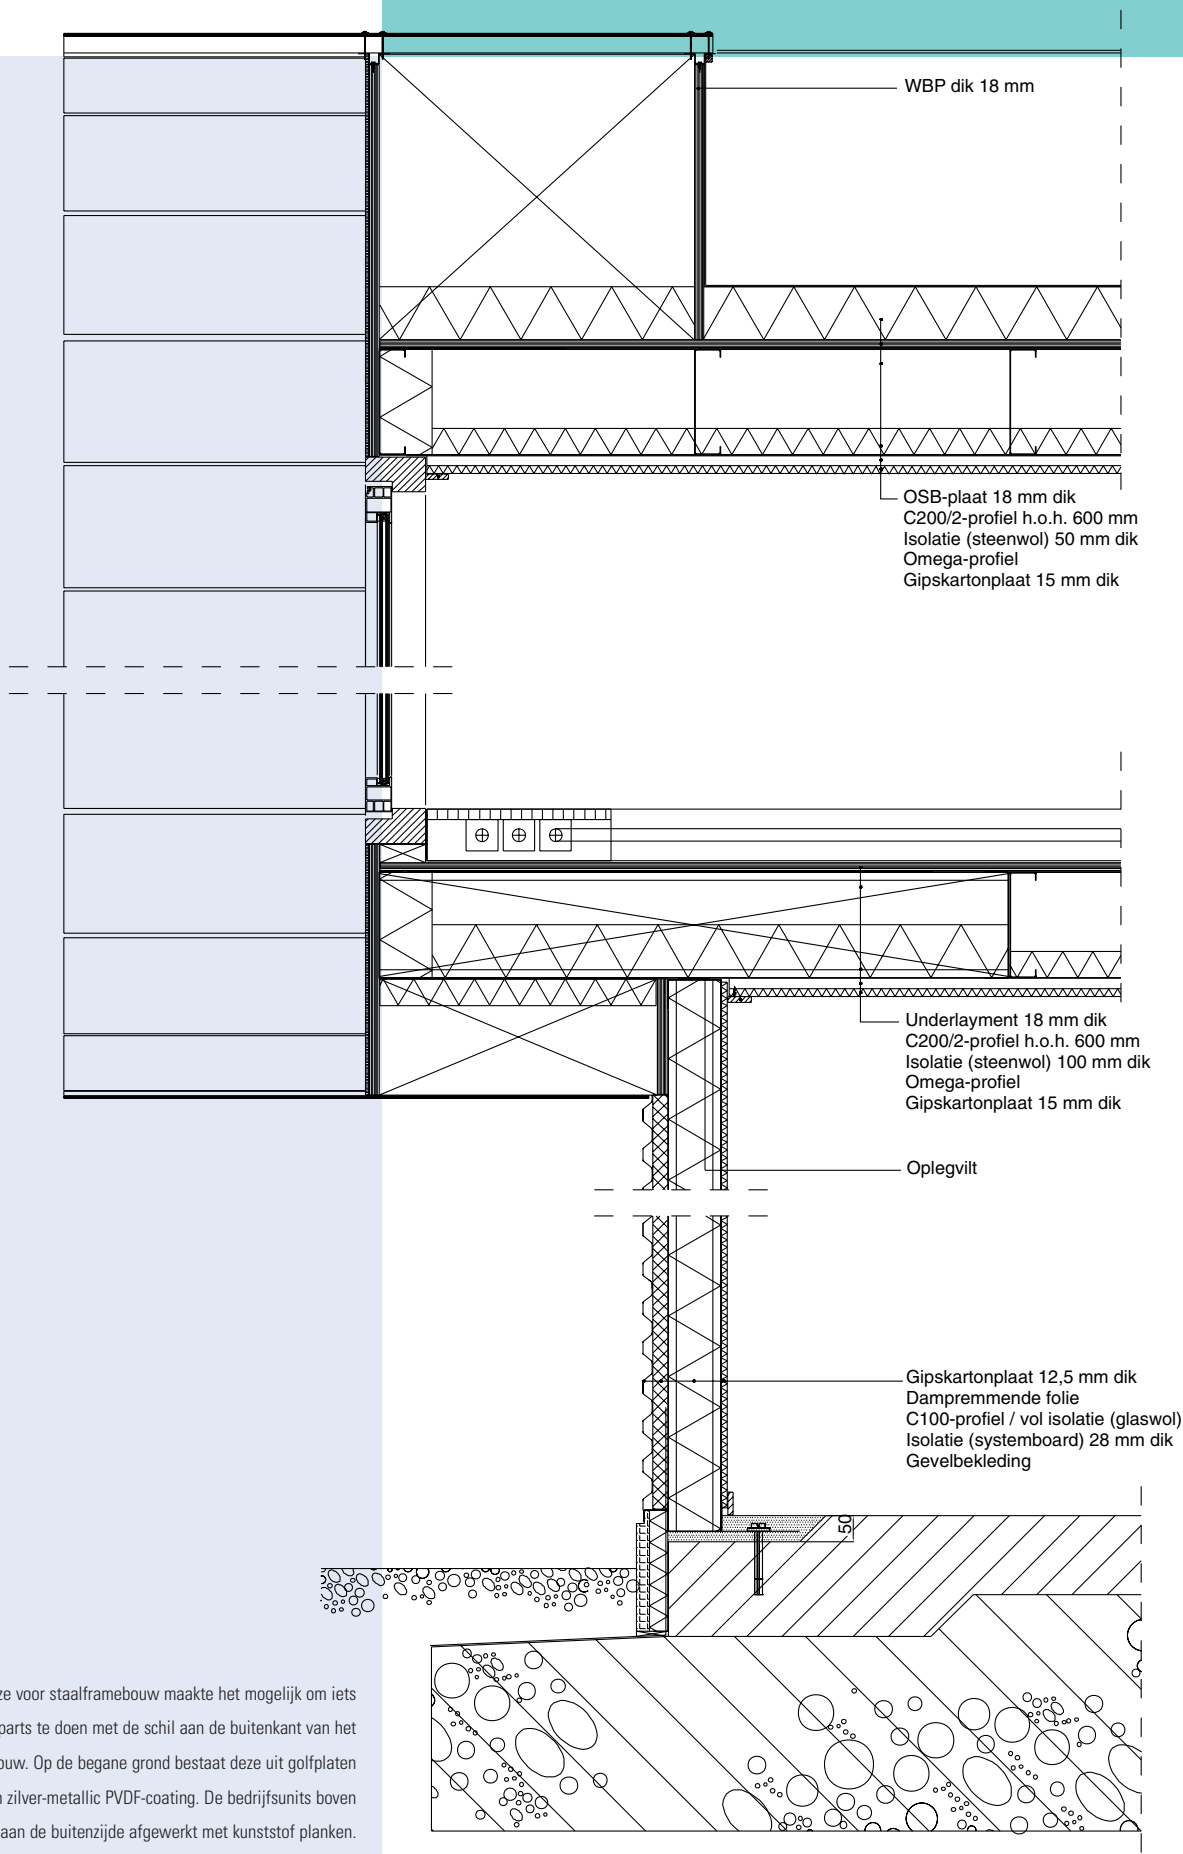 WBP dik 18 mm
OSB-plaat 18 mm dik
C200/2-profiel h.o.h. 600 mm
Isolatie (steenwol) 50 mm dik
Omega-profiel
Gipskartonplaat 15 mm dik
Underlayment 18 mm dik
C200/2-profiel h.o.h. 600 mm
Isolatie (steenwol) 100 mm dik
Omega-profiel
Gipskartonplaat 15 mm dik
Oplegvilt
Gipskartonplaat 12,5 mm dik
Dampremmende folie
C100-profiel / vol isolatie (glaswol)
Isolatie (systemboard) 28 mm dik
Gevelbekleding
50
voor staalframebouw maakte het mogelijk om iets
te doen met de schil aan de buitenkant van het
Op de begane grond bestaat deze uit golfplaten
zilver-metallic PVDF-coating. De bedrijfsunits boven
aan de buitenzijde afgewerkt met kunststof planken.